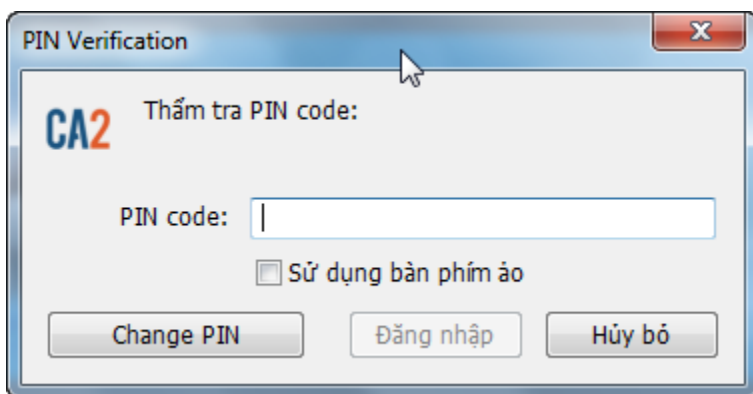 PIN Verification
CA2
Thẩm tra PIN code:
PIN code:
Sử dụng bàn phím ảo
Change PIN
Đăng nhập
Hủy bỏ